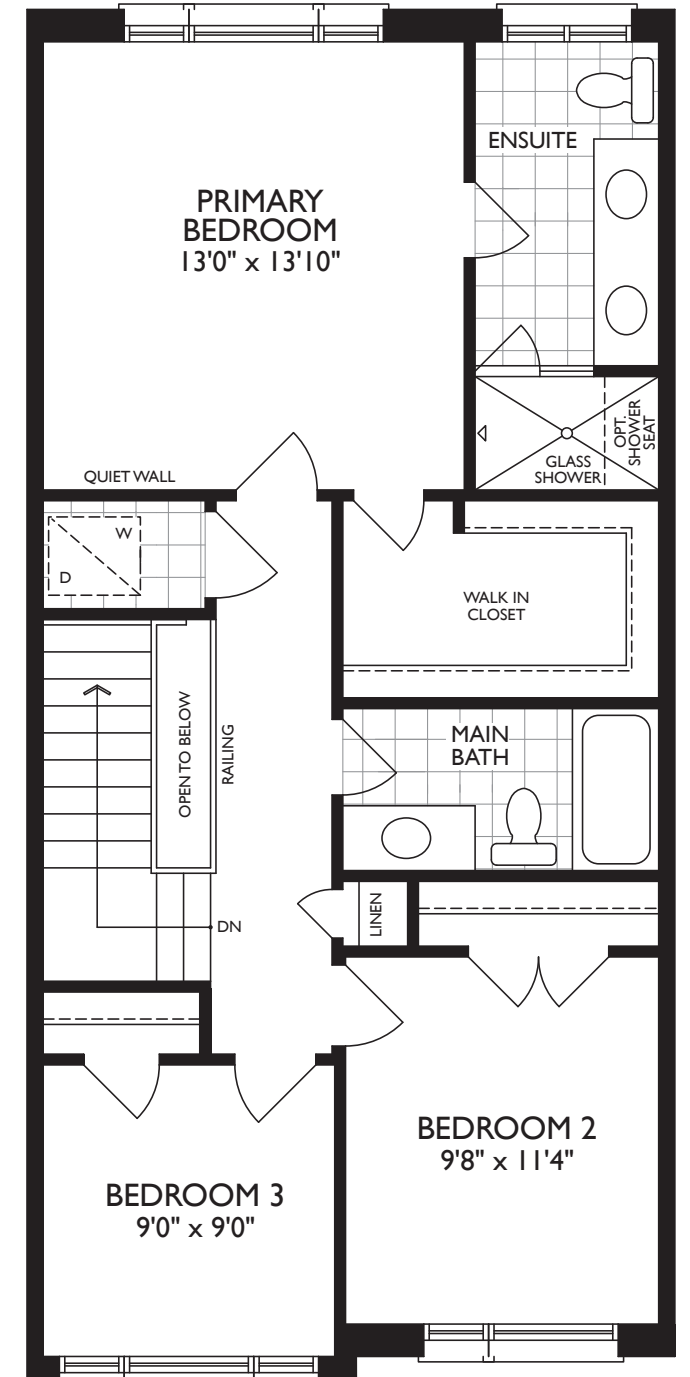 ENSUITE
PRIMARY
BEDROOM
13'0" x 13'10"
OPT.
SHOWER
SEAT
GLASS
SHOWER
QUIET WALL
W
D
WALK IN
CLOSET
OPEN TO BELOW
RAILING
MAIN
BATH
LINEN
DN
BEDROOM 2
9'8" x 11'4"
BEDROOM 3
9'0" x 9'0"